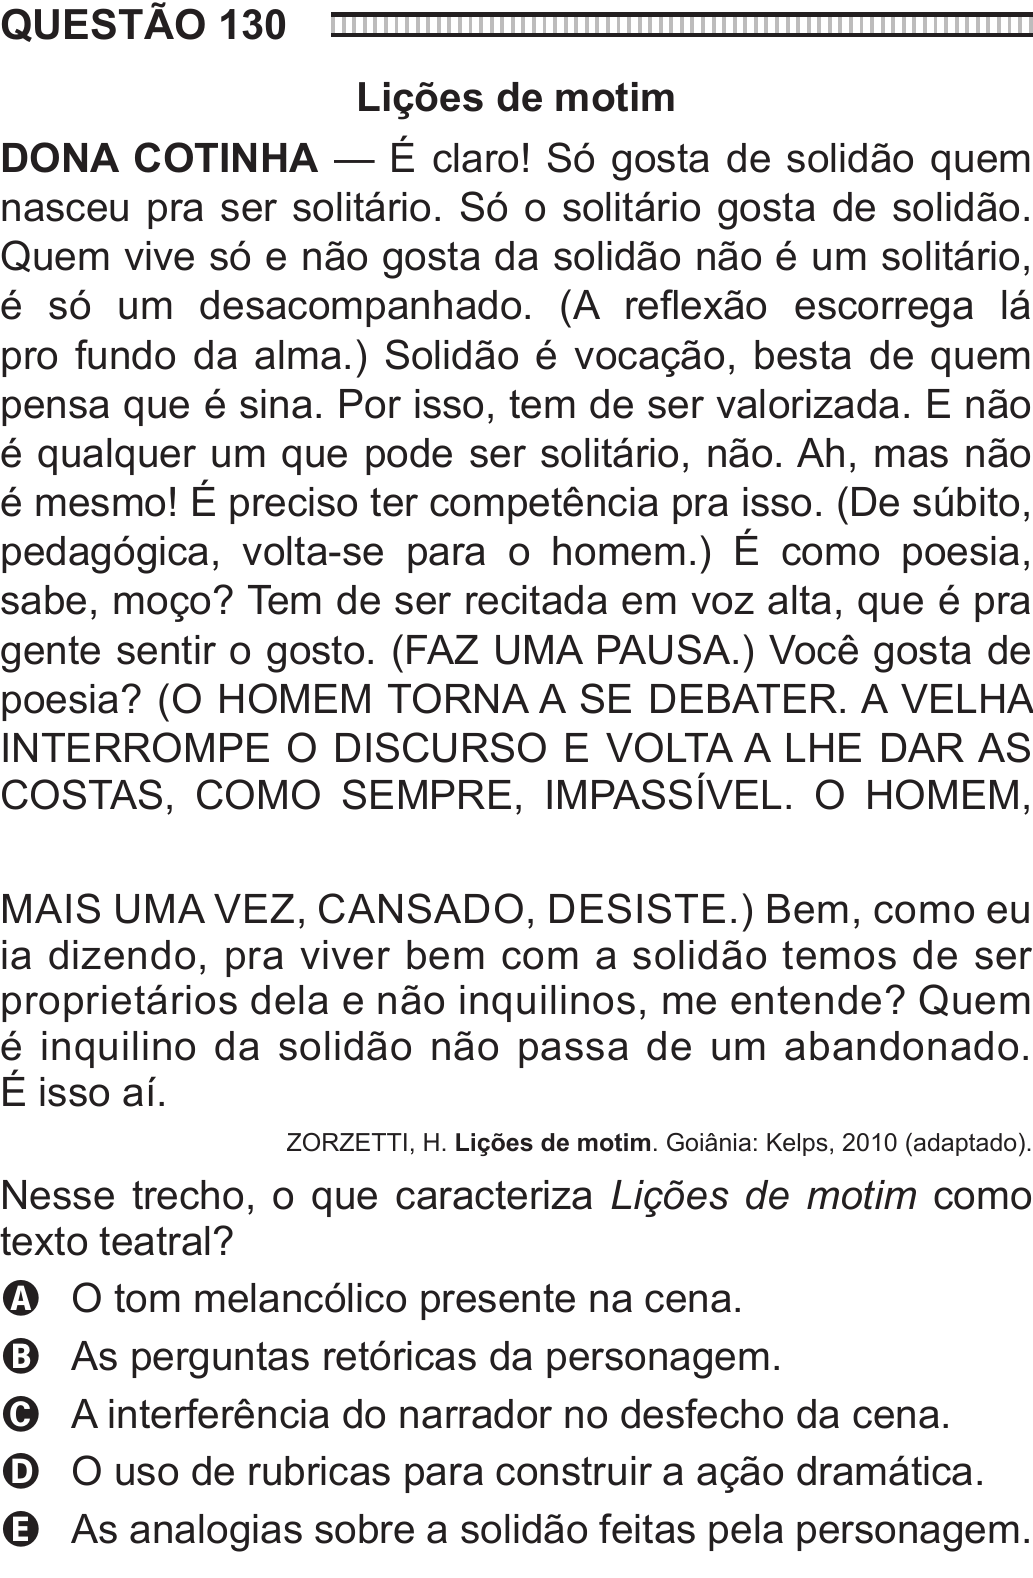 QUESTÃO 130
Lições de motim
DONA COTINHA — É claro! Só gosta de solidão quem
nasceu pra ser solitário. Só o solitário gosta de solidão.
Quem vive só e não gosta da solidão não é um solitário,
é só um desacompanhado. (A reflexão escorrega lá
pro fundo da alma.) Solidão é vocação, besta de quem
pensa que é sina. Por isso, tem de ser valorizada. E não
é qualquer um que pode ser solitário, não. Ah, mas não
é mesmo! É preciso ter competência pra isso. (De súbito,
pedagógica, volta-se para o homem.) É como poesia,
sabe, moço? Tem de ser recitada em voz alta, que é pra
gente sentir o gosto. (FAZ UMA PAUSA.) Você gosta de
poesia? (O HOMEM TORNA A SE DEBATER. A VELHA
INTERROMPE O DISCURSO E VOLTA A LHE DAR AS
COSTAS, COMO SEMPRE, IMPASSÍVEL. O HOMEM,
MAIS UMA VEZ, CANSADO, DESISTE.) Bem, como eu
ia dizendo, pra viver bem com a solidão temos de ser
proprietários dela e não inquilinos, me entende? Quem
é inquilino da solidão não passa de um abandonado.
É isso aí.
ZORZETTI, H. Lições de motim. Goiânia: Kelps, 2010 (adaptado).
Nesse trecho, o que caracteriza Lições de motim como
texto teatral?
A O tom melancólico presente na cena.
B As perguntas retóricas da personagem.
C A interferência do narrador no desfecho da cena.
D O uso de rubricas para construir a ação dramática.
E As analogias sobre a solidão feitas pela personagem.